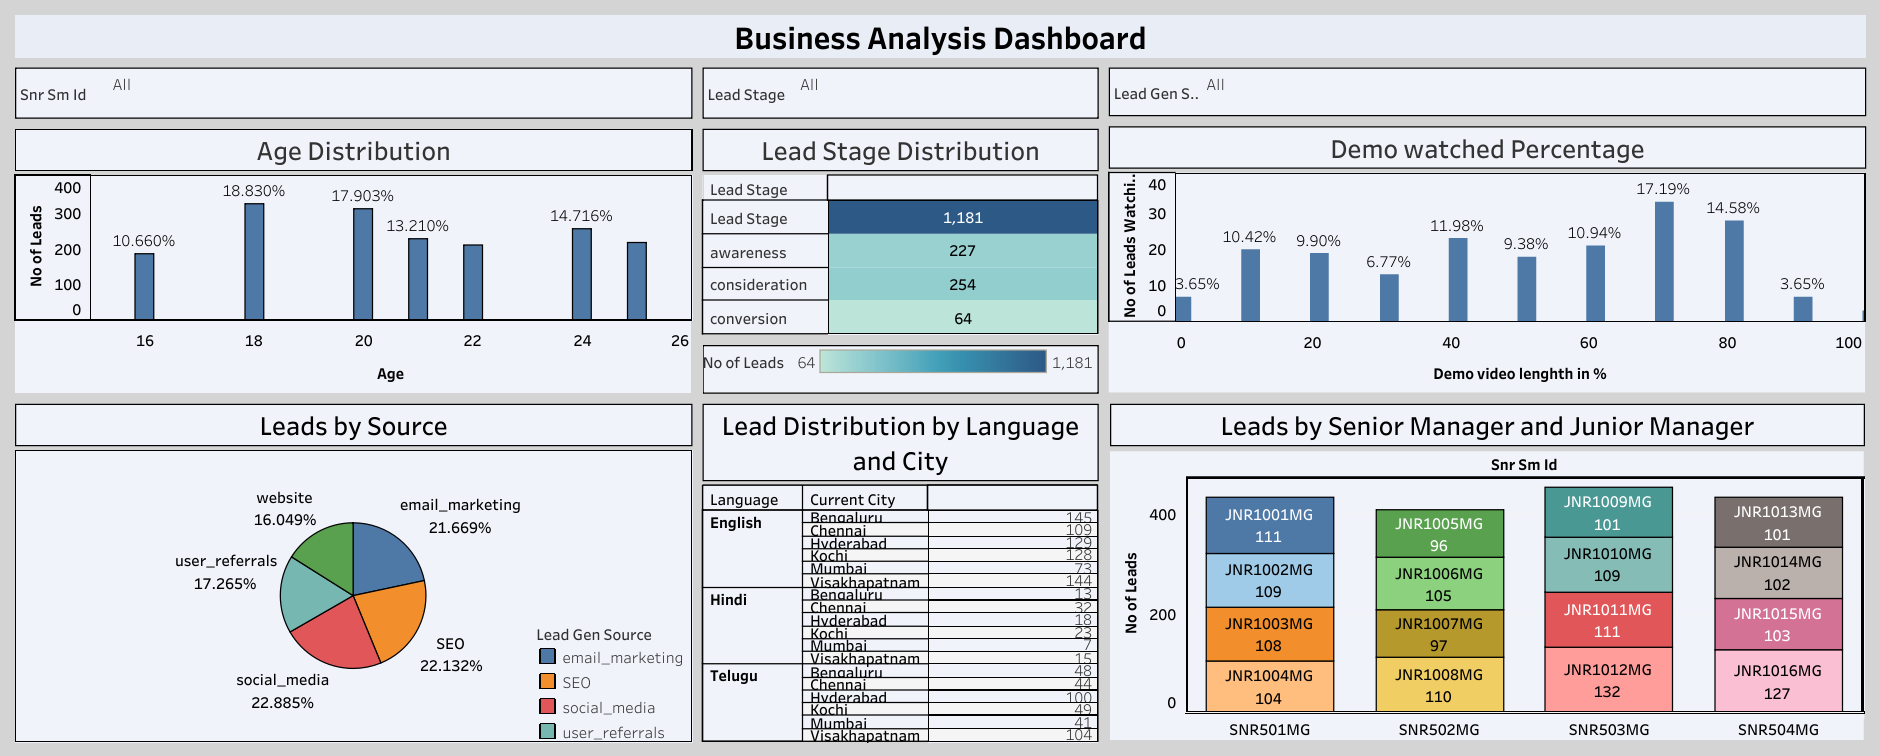 Business Analysis Dashboard
Snr Sm Id All
Lead Stage All
Lead Gen S.. All
Age Distribution
No of Leads
400
300
200
100
0
10.660%
18.830%
17.903%
13.210%
14.716%
16 18 20 22 24 26
Age
Lead Stage Distribution
Lead Stage
Lead Stage 1,181
awareness 227
consideration 254
conversion 64
No of Leads 64 1,181
Demo watched Percentage
No of Leads Watchi..
40
30
20
10
0
3.65%
10.42%
9.90%
6.77%
11.98%
9.38%
10.94%
17.19%
14.58%
3.65%
0 20 40 60 80 100
Demo video lenghth in %
Leads by Source
website
16.049%
email_marketing
21.669%
user_referrals
17.265%
SEO
22.132%
social_media
22.885%
Lead Gen Source
email_marketing
SEO
social_media
user_referrals
Lead Distribution by Language
and City
Language Current City
English Bengaluru 145
Chennai 109
Hyderabad 129
Kochi 128
Mumbai 73
Visakhapatnam 144
Hindi Bengaluru 13
Chennai 32
Hyderabad 18
Kochi 23
Mumbai 7
Visakhapatnam 15
Telugu Bengaluru 48
Chennai 44
Hyderabad 100
Kochi 49
Mumbai 41
Visakhapatnam 104
Leads by Senior Manager and Junior Manager
Snr Sm Id
No of Leads
400
200
0
JNR1001MG
111
JNR1002MG
109
JNR1003MG
108
JNR1004MG
104
JNR1005MG
96
JNR1006MG
105
JNR1007MG
97
JNR1008MG
110
JNR1009MG
101
JNR1010MG
109
JNR1011MG
111
JNR1012MG
132
JNR1013MG
101
JNR1014MG
102
JNR1015MG
103
JNR1016MG
127
SNR501MG SNR502MG SNR503MG SNR504MG